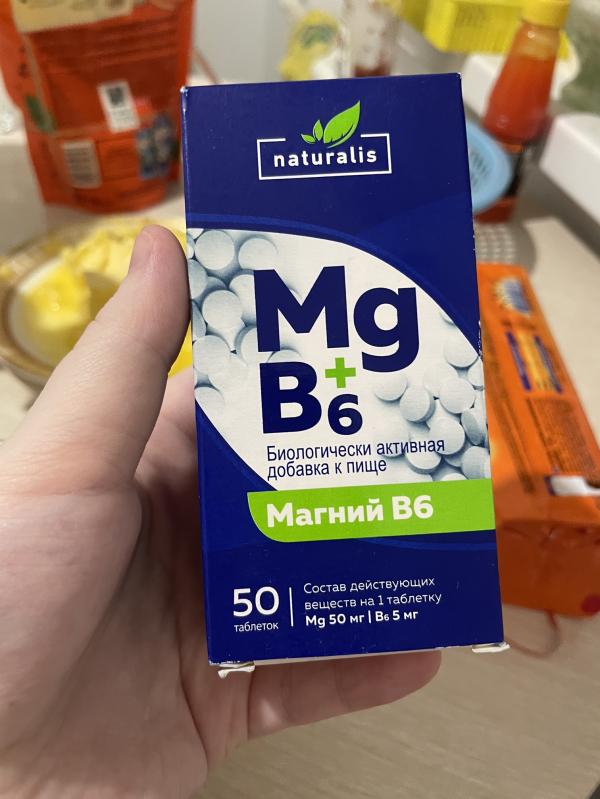 naturalis
Mg
+
B6
Биологически активная
добавка к пище
Магний B6
50
таблеток
Состав действующих
веществ на 1 таблетку
Mg 50 мг | B6 5 мг